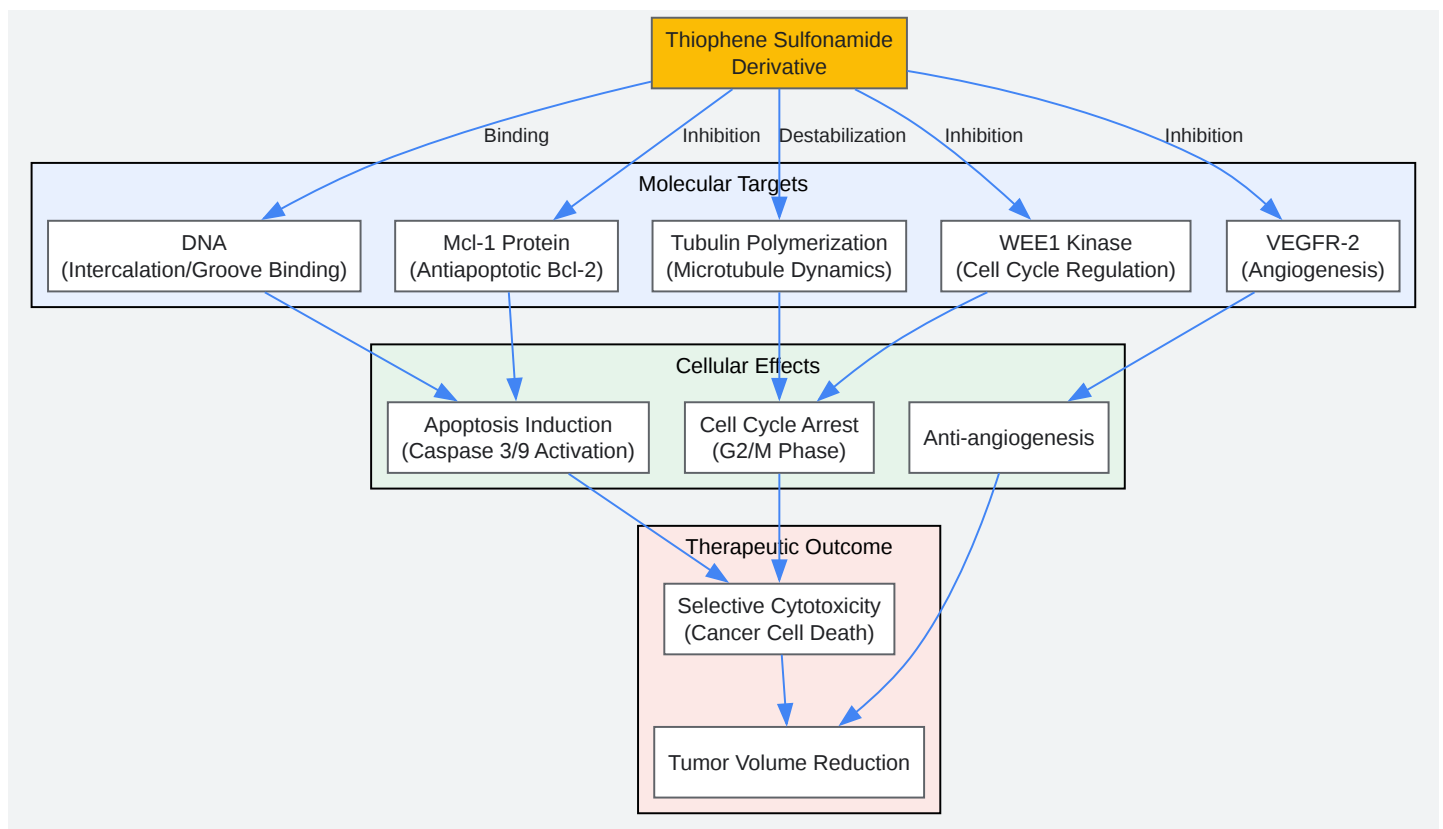 Thiophene Sulfonamide
Derivative
Binding
Inhibition
Destabilization
Inhibition
Inhibition
Molecular Targets
DNA
(Intercalation/Groove Binding)
Mcl-1 Protein
(Antiapoptotic Bcl-2)
Tubulin Polymerization
(Microtubule Dynamics)
WEE1 Kinase
(Cell Cycle Regulation)
VEGFR-2
(Angiogenesis)
Cellular Effects
Apoptosis Induction
(Caspase 3/9 Activation)
Cell Cycle Arrest
(G2/M Phase)
Anti-angiogenesis
Therapeutic Outcome
Selective Cytotoxicity
(Cancer Cell Death)
Tumor Volume Reduction